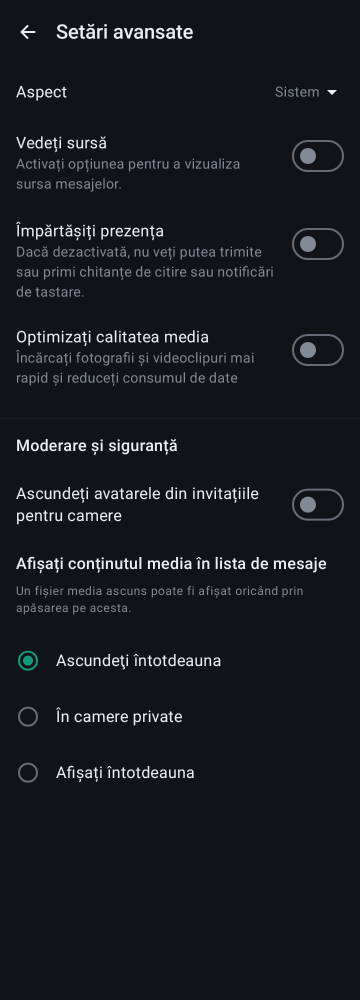 Setări avansate
Aspect
Sistem
Vedeți sursă
Activați opțiunea pentru a vizualiza
sursa mesajelor.
Împărtășiți prezența
Dacă dezactivată, nu veți putea trimite
sau primi chitanțe de citire sau notificări
de tastare.
Optimizați calitatea media
Încărcați fotografii și videoclipuri mai
rapid și reduceți consumul de date
Moderare și siguranță
Ascundeți avatarele din invitațiile
pentru camere
Afișați conținutul media în lista de mesaje
Un fișier media ascuns poate fi afișat oricând prin
apăsarea pe acesta.
Ascundeţi întotdeauna
În camere private
Afișați întotdeauna